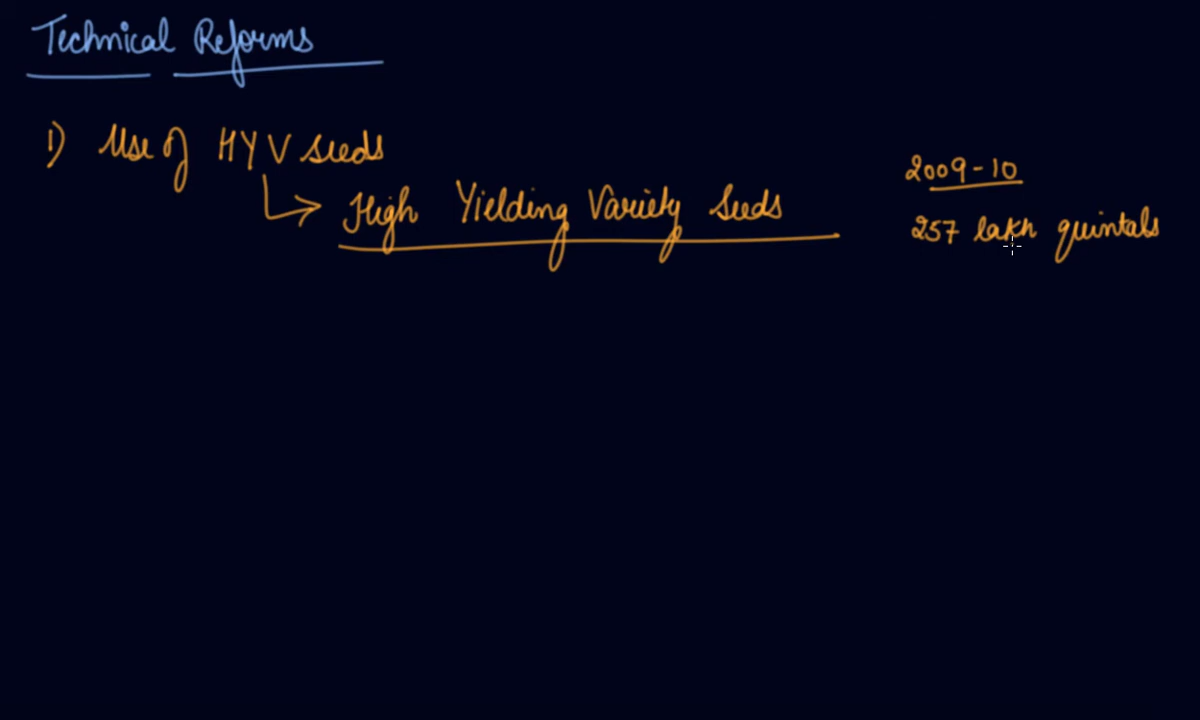 Technical Reforms
1) Use of HYV seeds
High Yielding Variety Seeds
2009-10
257 lakh quintals